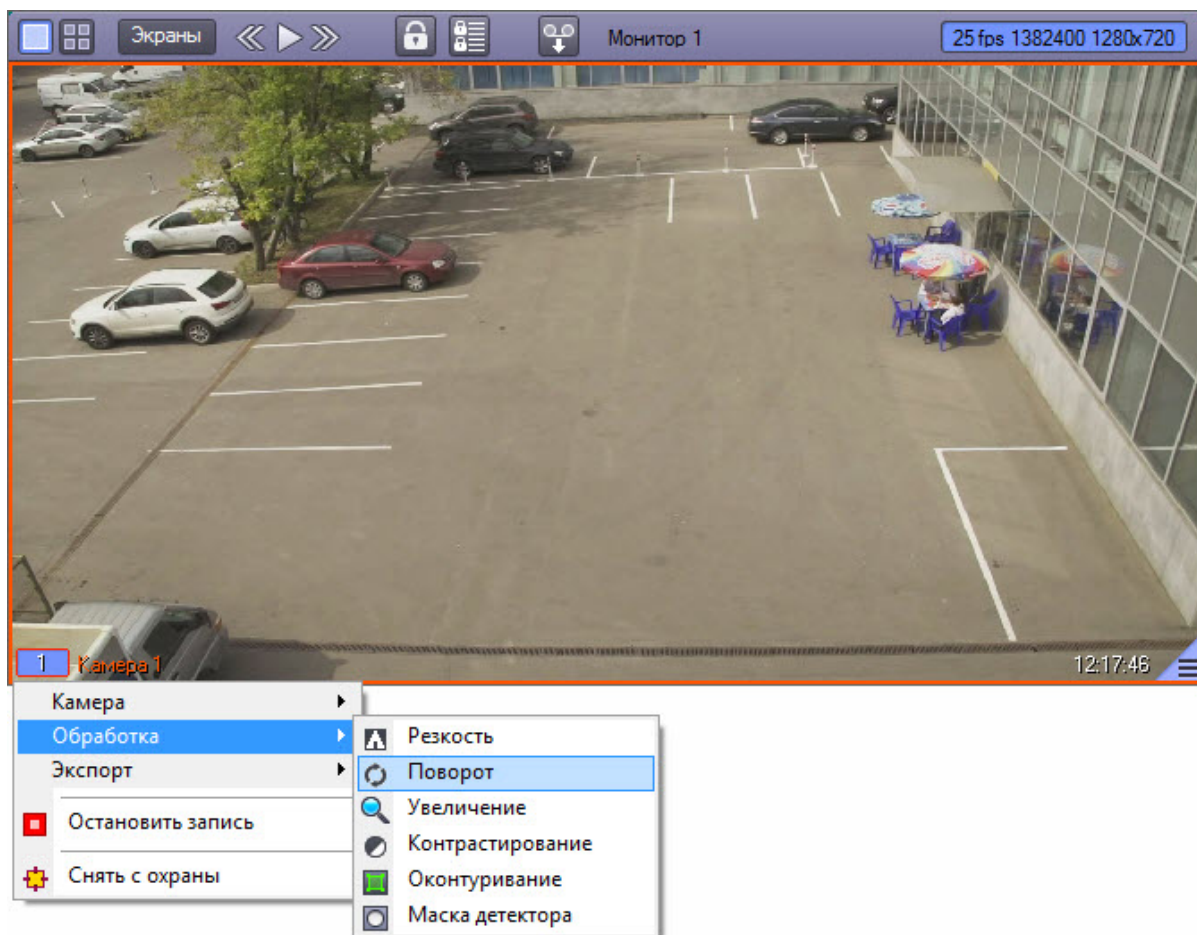 Экраны
Монитор 1
25 fps 1382400 1280x720
1 Камера 1
12:17:46
Камера
Обработка
Экспорт
Остановить запись
Снять с охраны
Резкость
Поворот
Увеличение
Контрастирование
Оконтуривание
Маска детектора